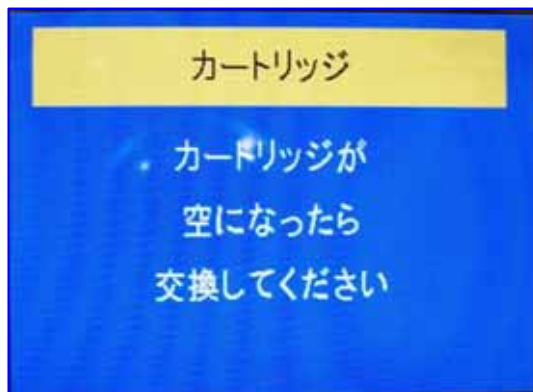 カートリッジ
カートリッジが
空になったら
交換してください